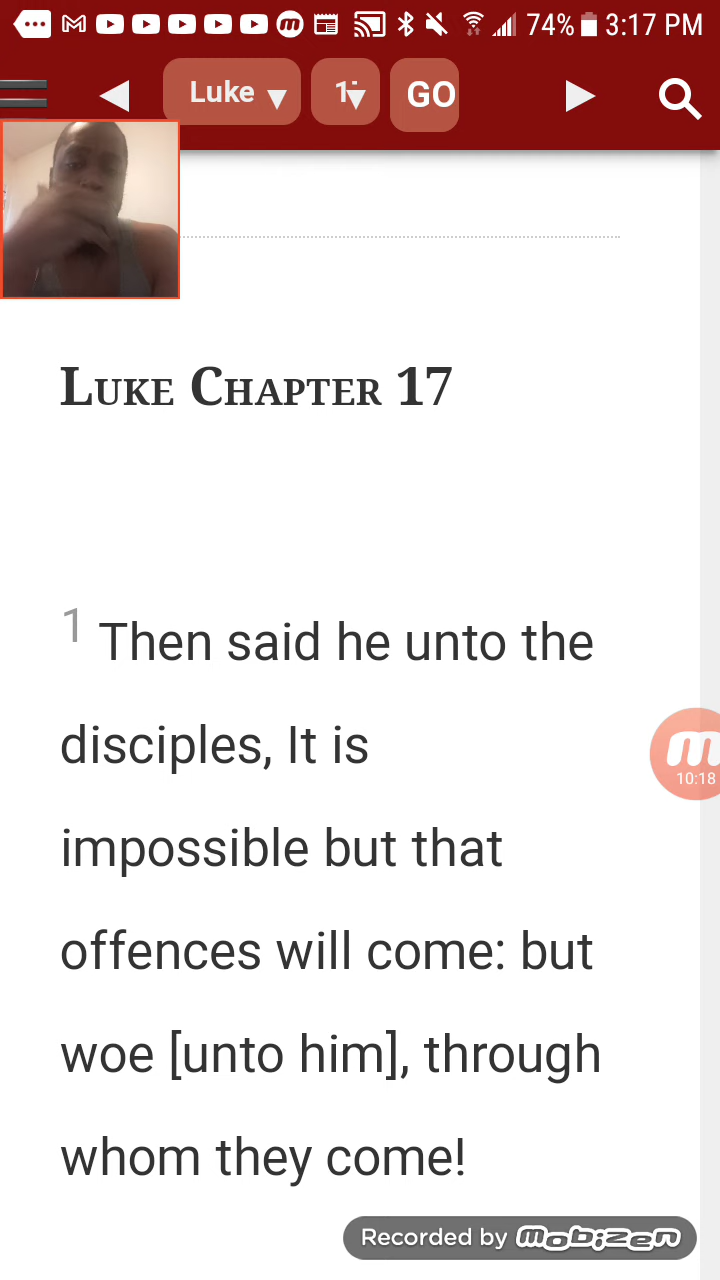 74% 3:17 PM
Luke 1 GO
Luke Chapter 17
1 Then said he unto the
disciples, It is
impossible but that
offences will come: but
woe [unto him], through
whom they come!
m
10:18
Recorded by mobizen